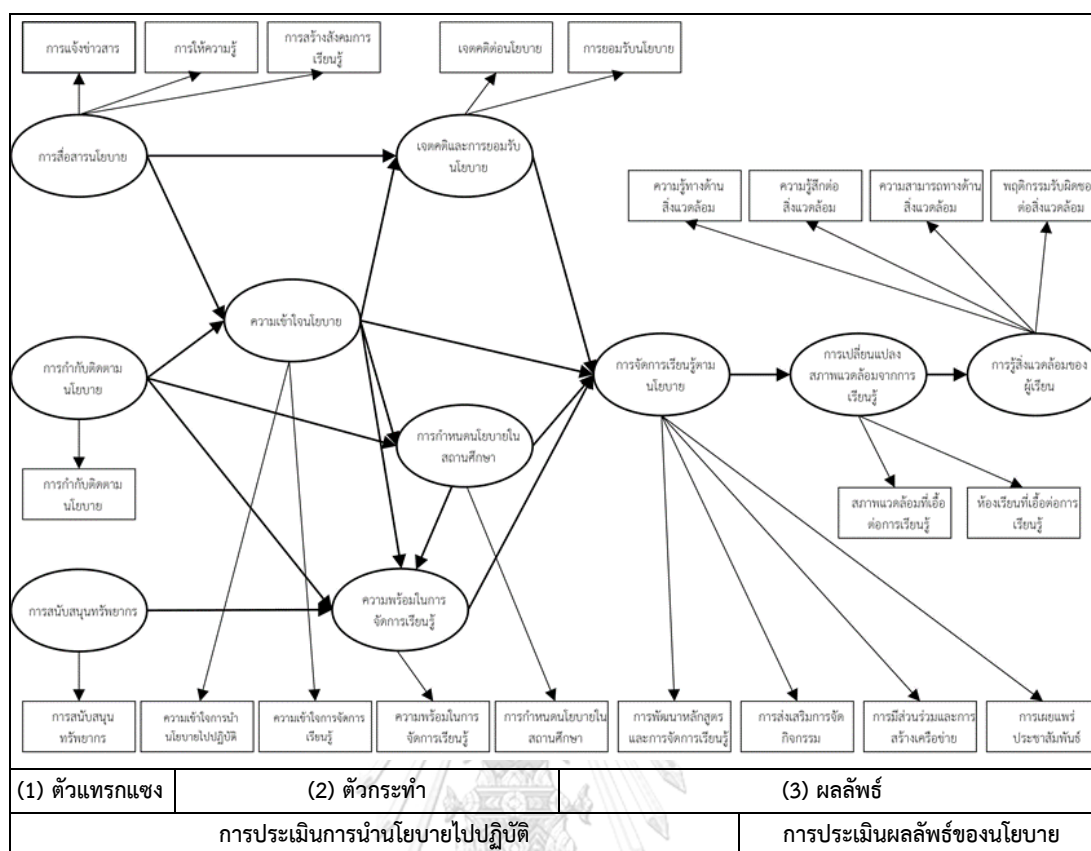 การแจ้งข่าวสาร
การให้ความรู้
การสร้างสังคมการ
เรียนรู้
เจตคติต่อนโยบาย
การยอมรับนโยบาย
การสื่อสารนโยบาย
เจตคติและการยอมรับ
นโยบาย
ความรู้ทางด้าน
สิ่งแวดล้อม
ความรู้สึกต่อ
สิ่งแวดล้อม
ความสามารถทางด้าน
สิ่งแวดล้อม
พฤติกรรมรับผิดชอ
ต่อสิ่งแวดล้อม
ความเข้าใจนโยบาย
การกำกับติดตาม
นโยบาย
การจัดการเรียนรู้ตาม
นโยบาย
การเปลี่ยนแปลง
สภาพแวดล้อมจากการ
เรียนรู้
การรู้สิ่งแวดล้อมของ
ผู้เรียน
การกำหนดนโยบายใน
สถานศึกษา
การกำกับติดตาม
นโยบาย
สภาพแวดล้อมที่เอื้อ
ต่อการเรียนรู้
ห้องเรียนที่เอื้อต่อการ
เรียนรู้
การสนับสนุนทรัพยากร
ความพร้อมในการ
จัดการเรียนรู้
การสนับสนุน
ทรัพยากร
ความเข้าใจการนำ
นโยบายไปปฏิบัติ
ความเข้าใจการจัดการ
เรียนรู้
ความพร้อมในการ
จัดการเรียนรู้
การกำหนดนโยบายใน
สถานศึกษา
การพัฒนาหลักสูตร
และการจัดการเรียนรู้
การส่งเสริมการจัด
กิจกรรม
การมีส่วนร่วมและการ
สร้างเครือข่าย
การเผยแพร่
ประชาสัมพันธ์
(1) ตัวแทรกแซง
(2) ตัวกระทำ
(3) ผลลัพธ์
การประเมินการนำนโยบายไปปฏิบัติ
การประเมินผลลัพธ์ของนโยบาย